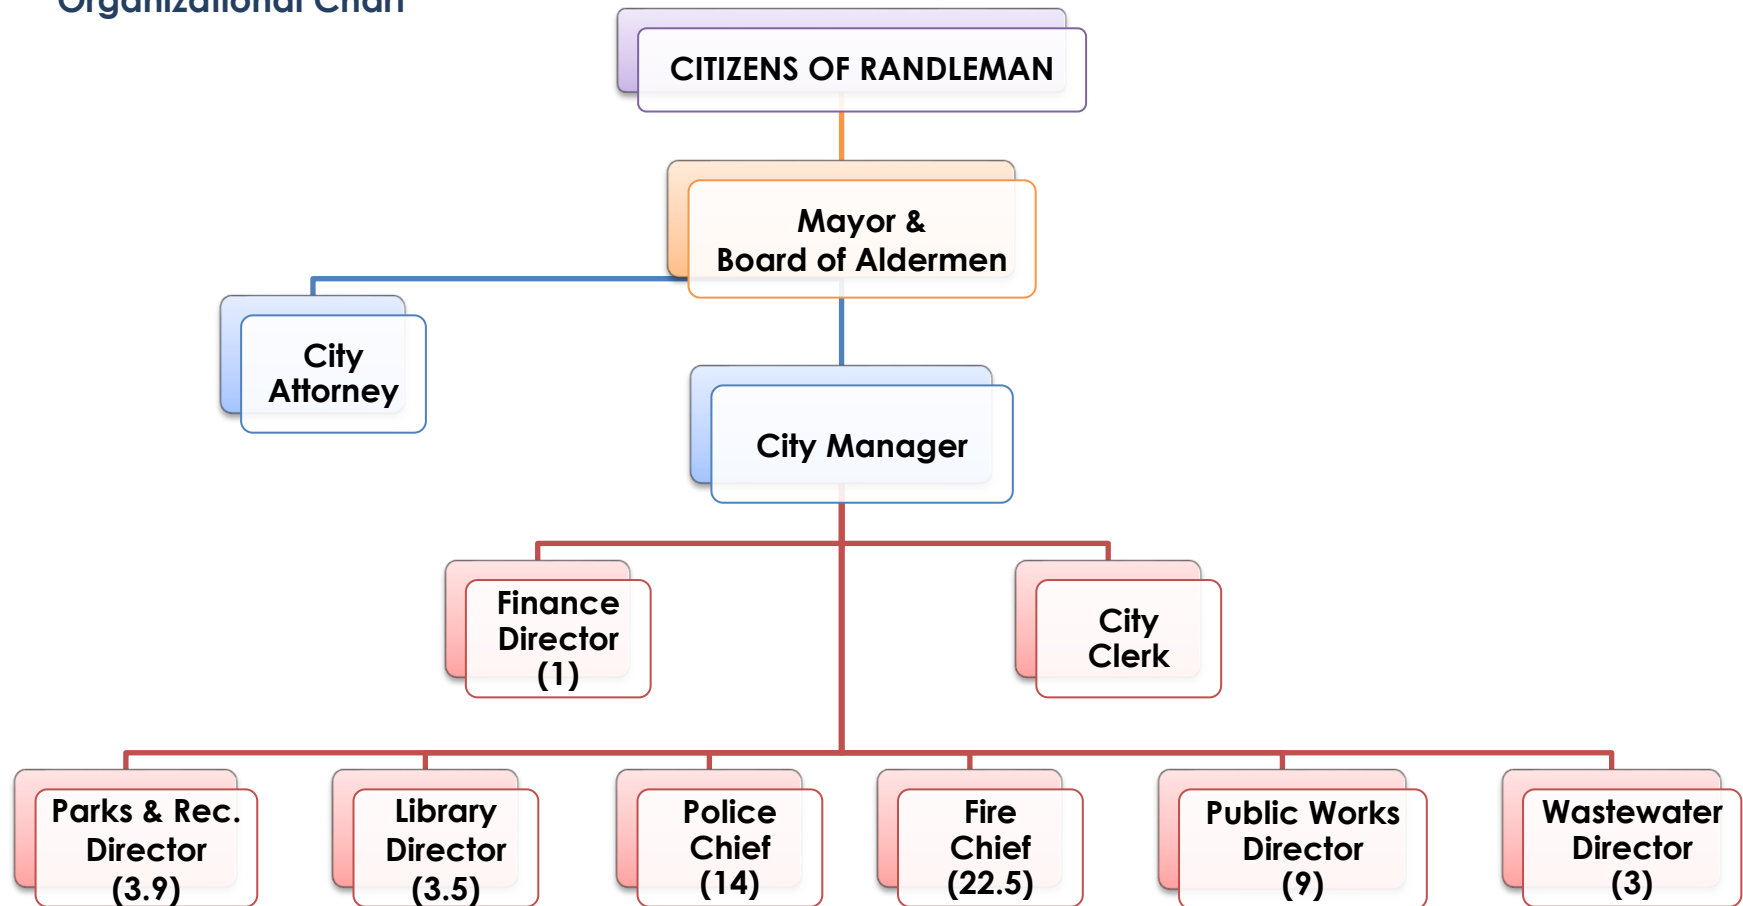 Organizational Chart
CITIZENS OF RANDLEMAN
Mayor &
Board of Aldermen
City
Attorney
City Manager
Finance
Director
(1)
City
Clerk
Parks & Rec.
Director
(3.9)
Library
Director
(3.5)
Police
Chief
(14)
Fire
Chief
(22.5)
Public Works
Director
(9)
Wastewater
Director
(3)